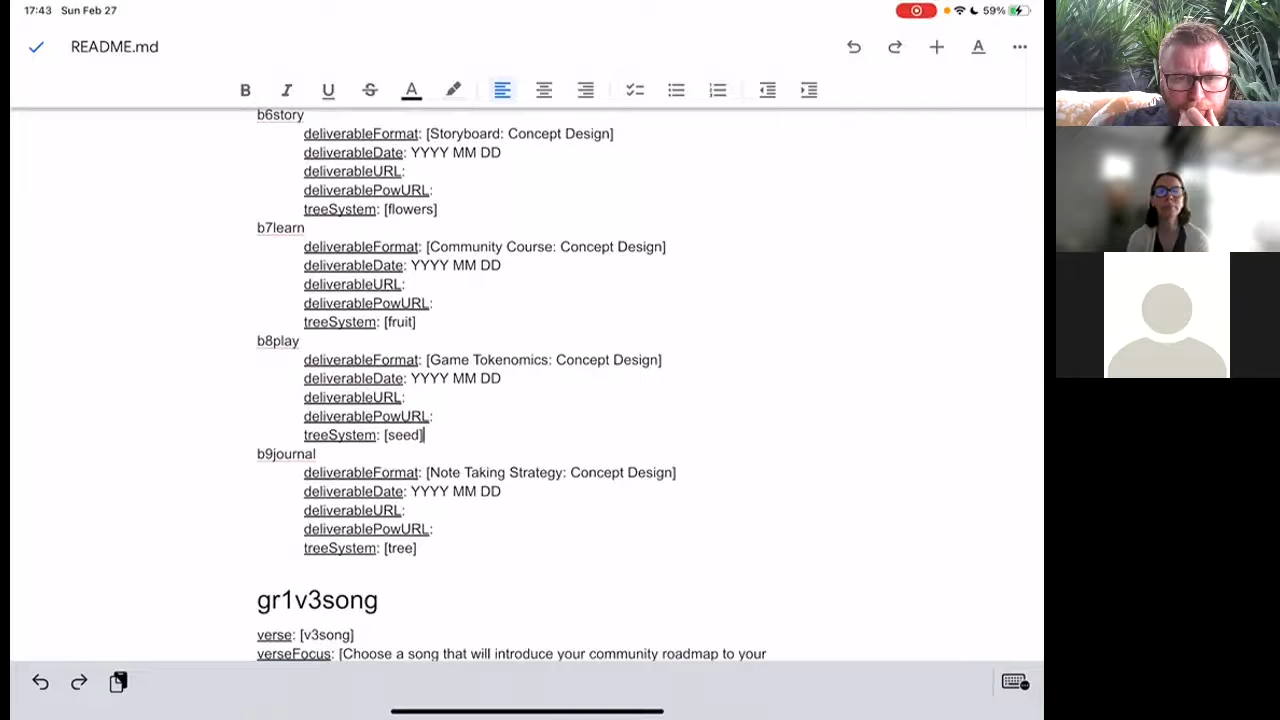 17:43 Sun Feb 27
59%
README.md
B I U S A
b6story
deliverableFormat: [Storyboard: Concept Design]
deliverableDate: YYYY MM DD
deliverableURL:
deliverablePowURL:
treeSystem: [flowers]
b7learn
deliverableFormat: [Community Course: Concept Design]
deliverableDate: YYYY MM DD
deliverableURL:
deliverablePowURL:
treeSystem: [fruit]
b8play
deliverableFormat: [Game Tokenomics: Concept Design]
deliverableDate: YYYY MM DD
deliverableURL:
deliverablePowURL:
treeSystem: [seed]
b9journal
deliverableFormat: [Note Taking Strategy: Concept Design]
deliverableDate: YYYY MM DD
deliverableURL:
deliverablePowURL:
treeSystem: [tree]
gr1v3song
verse: [v3song]
verseFocus: [Choose a song that will introduce your community roadmap to your